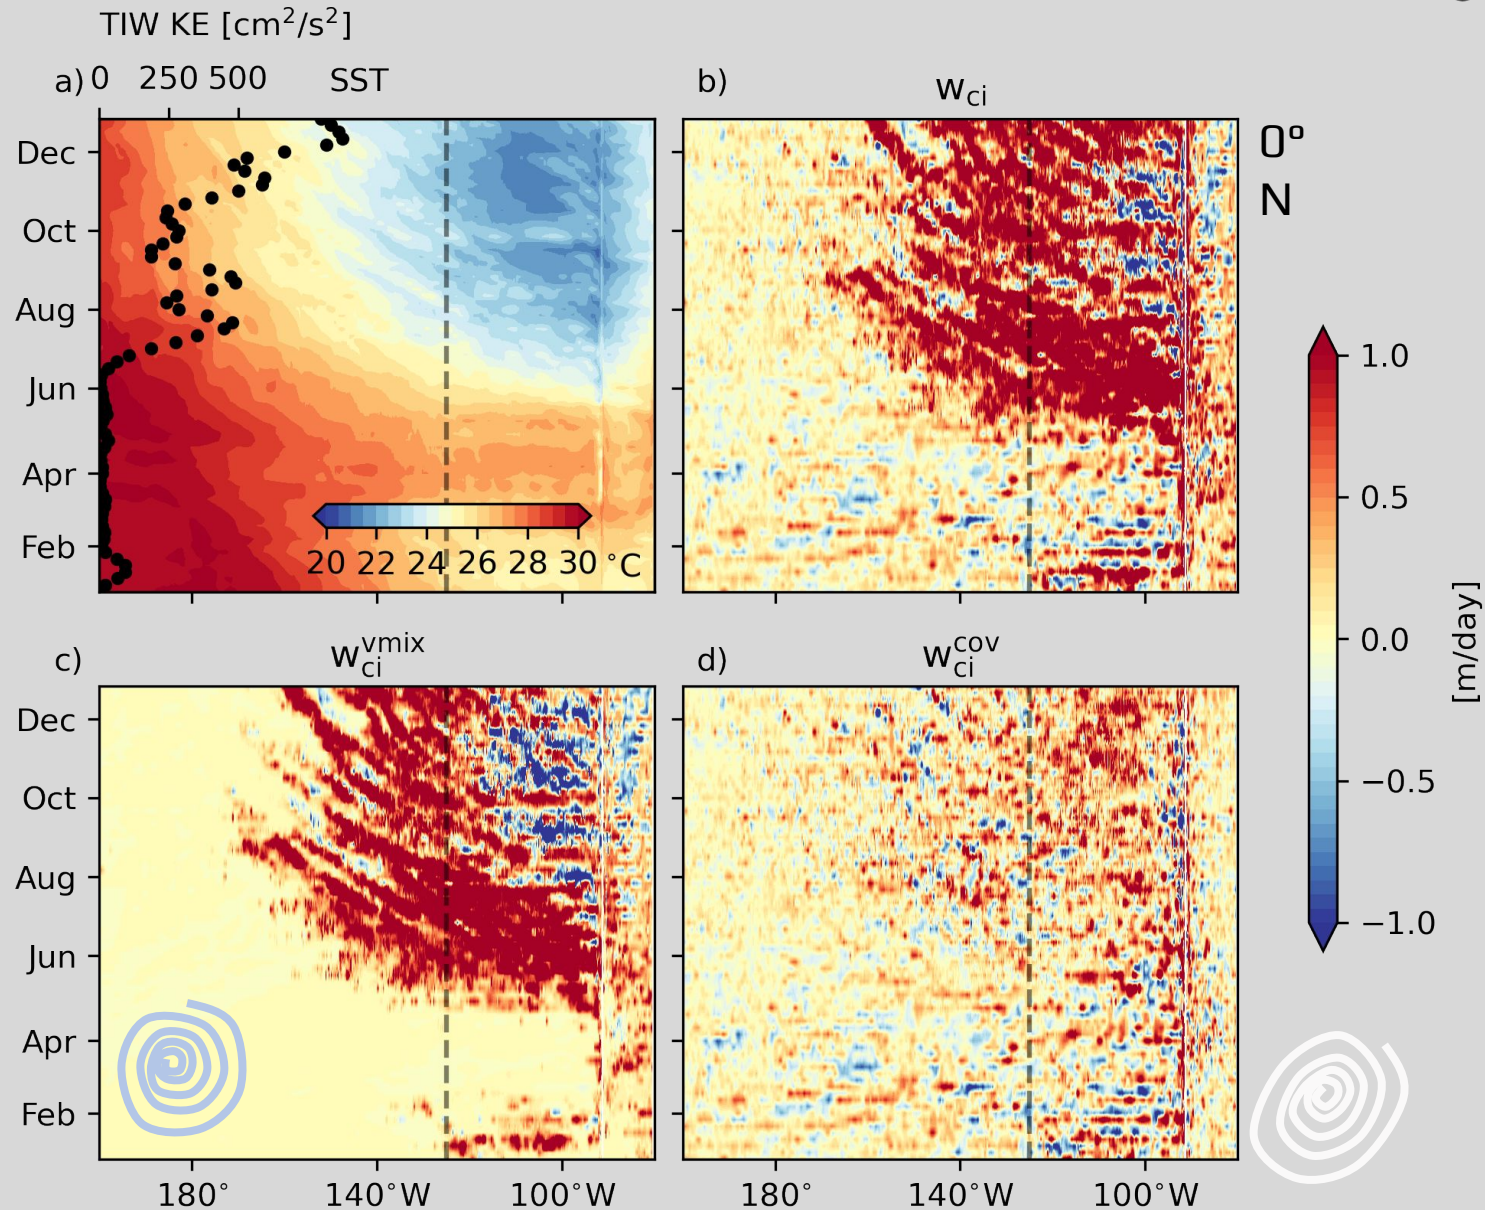 TIW KE [cm²/s²]
a) 0 250 500 SST
b) w_ci
0º
N
Dec
Oct
Aug
Jun
Apr
Feb
20 22 24 26 28 30 °C
1.0
0.5
0.0
−0.5
−1.0
[m/day]
c) w_ci^vmix
d) w_ci^cov
Dec
Oct
Aug
Jun
Apr
Feb
180° 140°W 100°W
180° 140°W 100°W